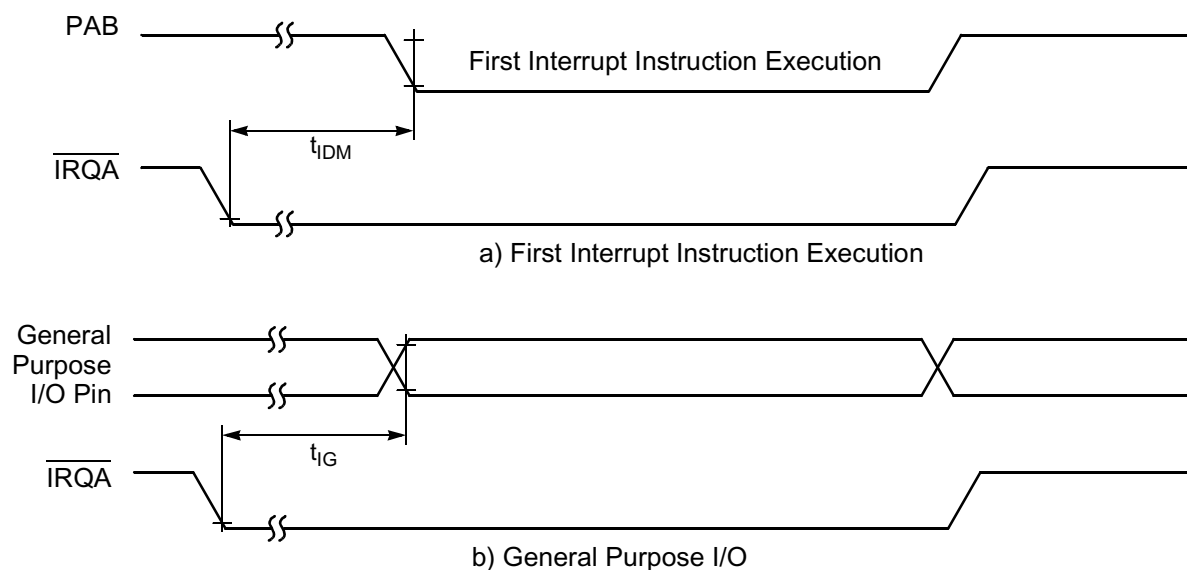 PAB
First Interrupt Instruction Execution
tIDM
IRQA
a) First Interrupt Instruction Execution
General
Purpose
I/O Pin
tIG
IRQA
b) General Purpose I/O